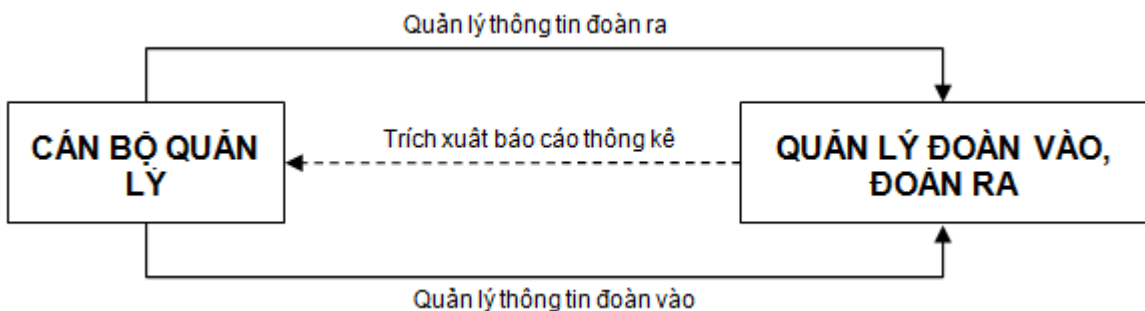 Quản lý thông tin đoàn ra
CÁN BỘ QUẢN
LÝ
Trích xuât báo cáo thông kê
QUẢN LÝ ĐOÀN VÀO,
ĐOÀN RA
Quản lý thông tin đoàn vào